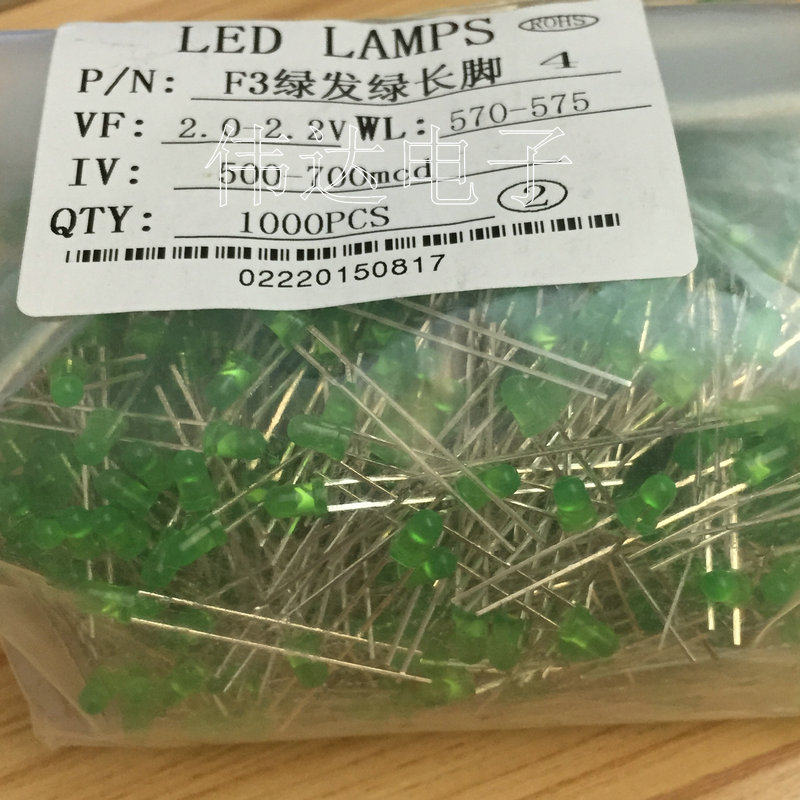 LED LAMPS ROHS
P/N: F3绿发绿长脚 4
VF: 2.0-2.2V WL: 570-575
IV: 500-700mcd
伟达电子
QTY: 1000PCS ②
02220150817